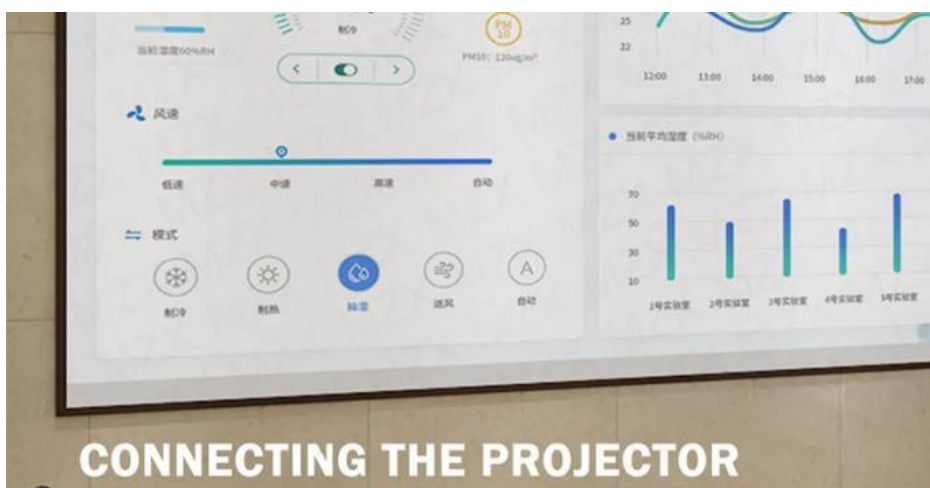 制冷
当前湿度60%RH
PM
10
PM10：120ug/m³
风速
低速
中速
高速
自动
模式
制冷
制热
抽湿
送风
自动
25
22
12:00 13:00 14:00 15:00 16:00 17:00
当前平均湿度（%RH）
70
50
30
10
1号实验室 2号实验室 3号实验室 4号实验室 5号实验室
CONNECTING THE PROJECTOR